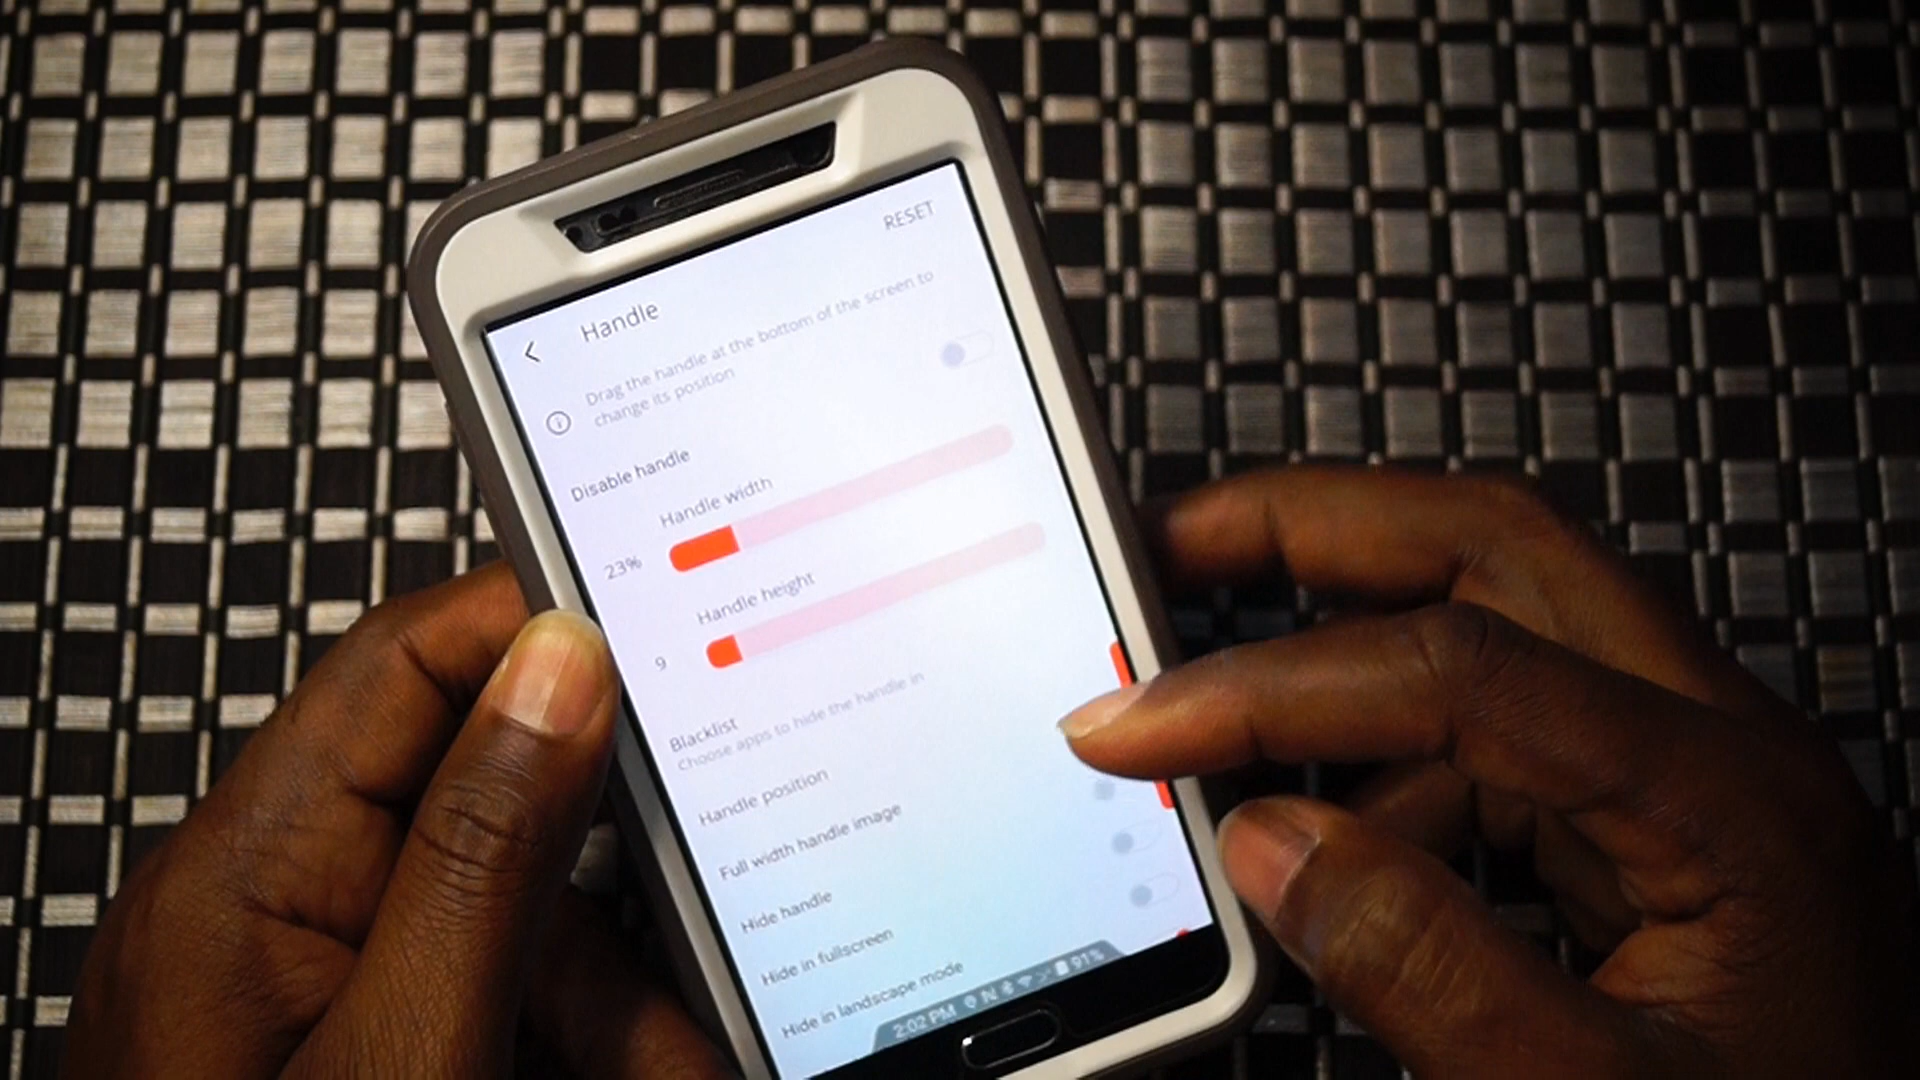 RESET
Handle
Drag the handle at the bottom of the screen to
change its position
Disable handle
Handle width
23%
Handle height
9
Blacklist
Choose apps to hide the handle in
Handle position
Full width handle image
Hide handle
Hide in fullscreen
Hide in landscape mode
2:02 PM 91%